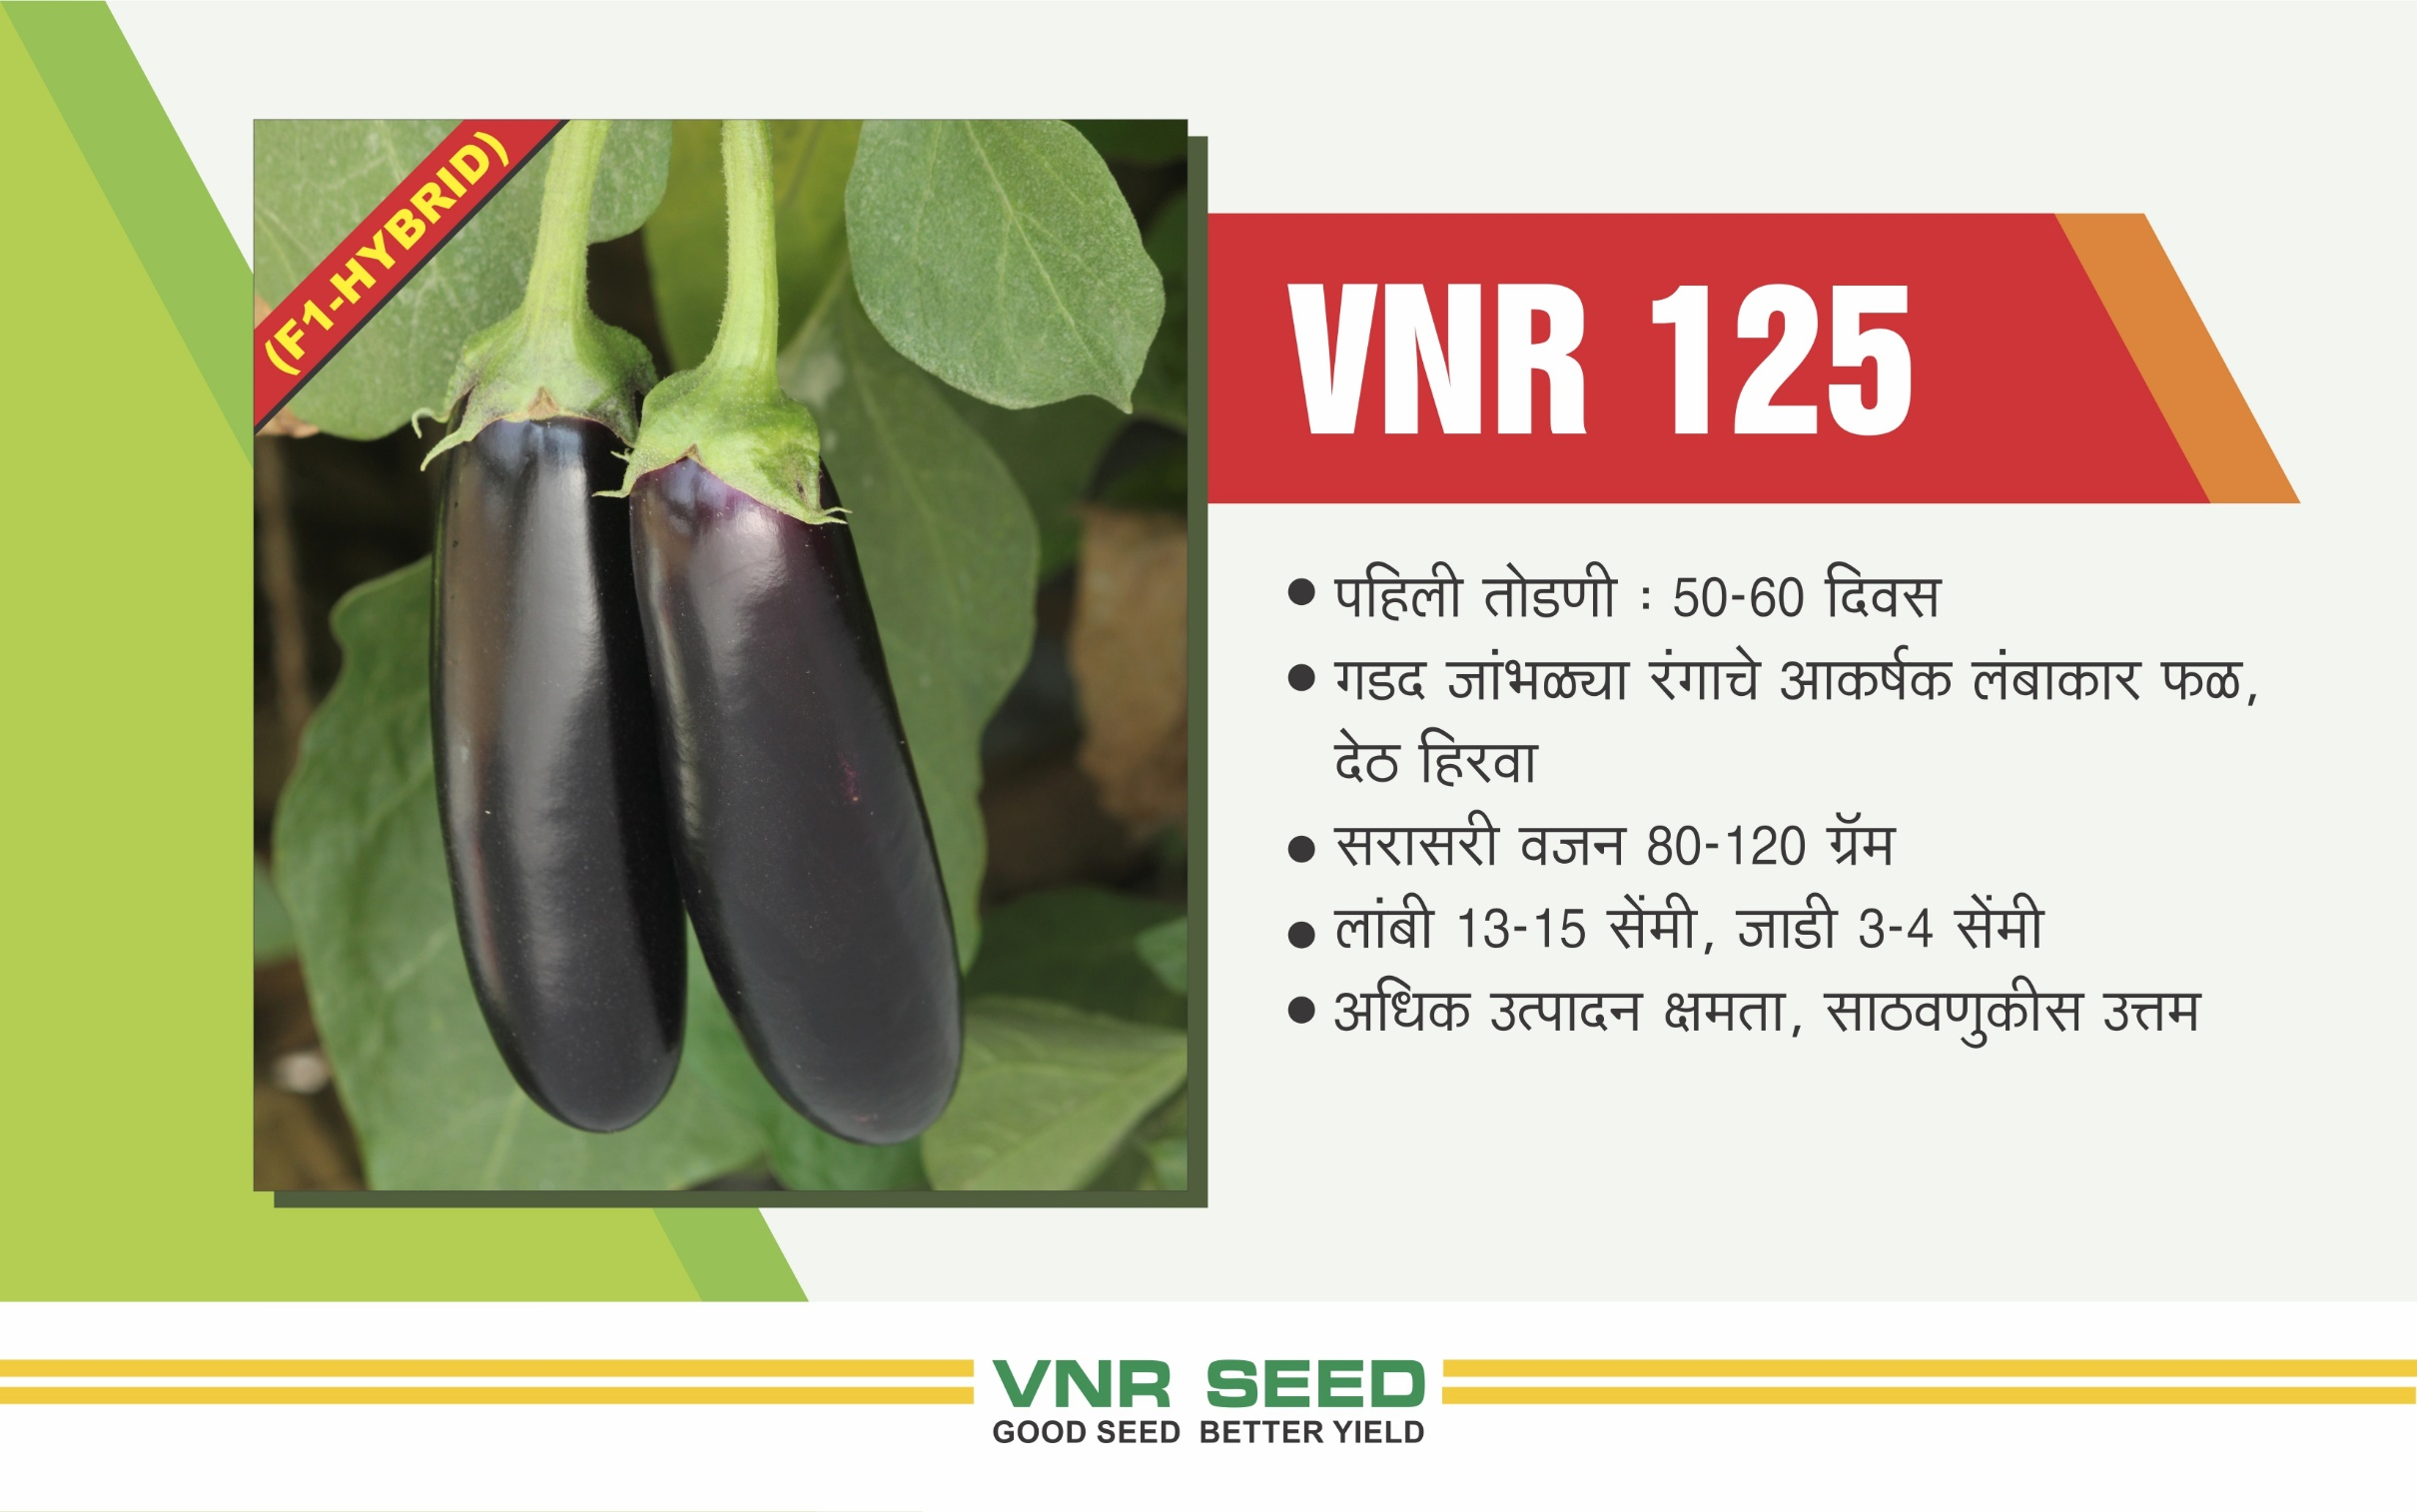 (F1-HYBRID)
VNR 125
● पहिली तोडणी : 50-60 दिवस
● गडद जांभळ्या रंगाचे आकर्षक लंबाकार फळ,
देठ हिरवा
● सरासरी वजन 80-120 ग्रॅम
● लांबी 13-15 सेंमी, जाडी 3-4 सेंमी
● अधिक उत्पादन क्षमता, साठवणुकीस उत्तम
VNR SEED
GOOD SEED BETTER YIELD